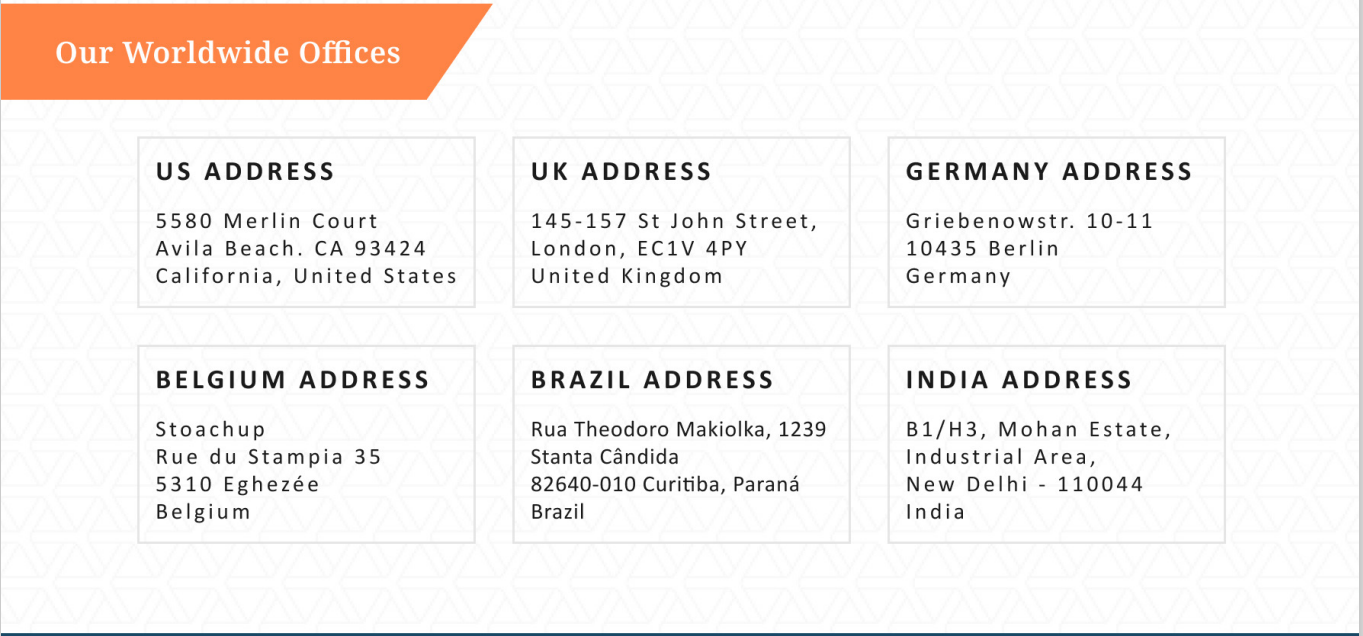 Our Worldwide Offices
US ADDRESS
5580 Merlin Court
Avila Beach. CA 93424
California, United States
UK ADDRESS
145-157 St John Street,
London, EC1V 4PY
United Kingdom
GERMANY ADDRESS
Griebenowstr. 10-11
10435 Berlin
Germany
BELGIUM ADDRESS
Stoachup
Rue du Stampia 35
5310 Eghezée
Belgium
BRAZIL ADDRESS
Rua Theodoro Makiolka, 1239
Stanta Cândida
82640-010 Curitiba, Paraná
Brazil
INDIA ADDRESS
B1/H3, Mohan Estate,
Industrial Area,
New Delhi - 110044
India